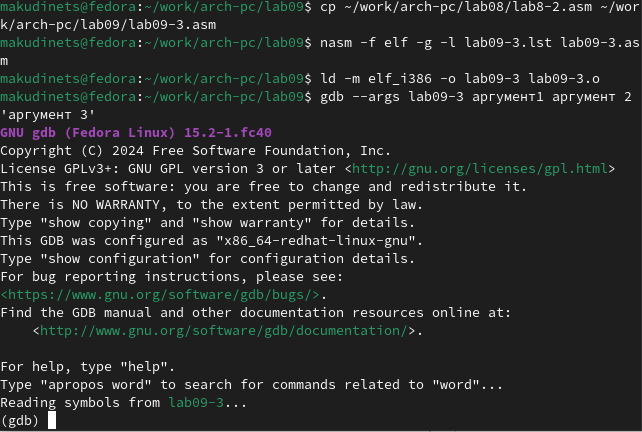 makudinets@fedora:~/work/arch-pc/lab09$ cp ~/work/arch-pc/lab08/lab8-2.asm ~/wor
k/arch-pc/lab09/lab09-3.asm
makudinets@fedora:~/work/arch-pc/lab09$ nasm -f elf -g -l lab09-3.lst lab09-3.as
m
makudinets@fedora:~/work/arch-pc/lab09$ ld -m elf_i386 -o lab09-3 lab09-3.o
makudinets@fedora:~/work/arch-pc/lab09$ gdb --args lab09-3 аргумент1 аргумент 2
'аргумент 3'
GNU gdb (Fedora Linux) 15.2-1.fc40
Copyright (C) 2024 Free Software Foundation, Inc.
License GPLv3+: GNU GPL version 3 or later <http://gnu.org/licenses/gpl.html>
This is free software: you are free to change and redistribute it.
There is NO WARRANTY, to the extent permitted by law.
Type "show copying" and "show warranty" for details.
This GDB was configured as "x86_64-redhat-linux-gnu".
Type "show configuration" for configuration details.
For bug reporting instructions, please see:
<https://www.gnu.org/software/gdb/bugs/>.
Find the GDB manual and other documentation resources online at:
    <http://www.gnu.org/software/gdb/documentation/>.

For help, type "help".
Type "apropos word" to search for commands related to "word"...
Reading symbols from lab09-3...
(gdb)